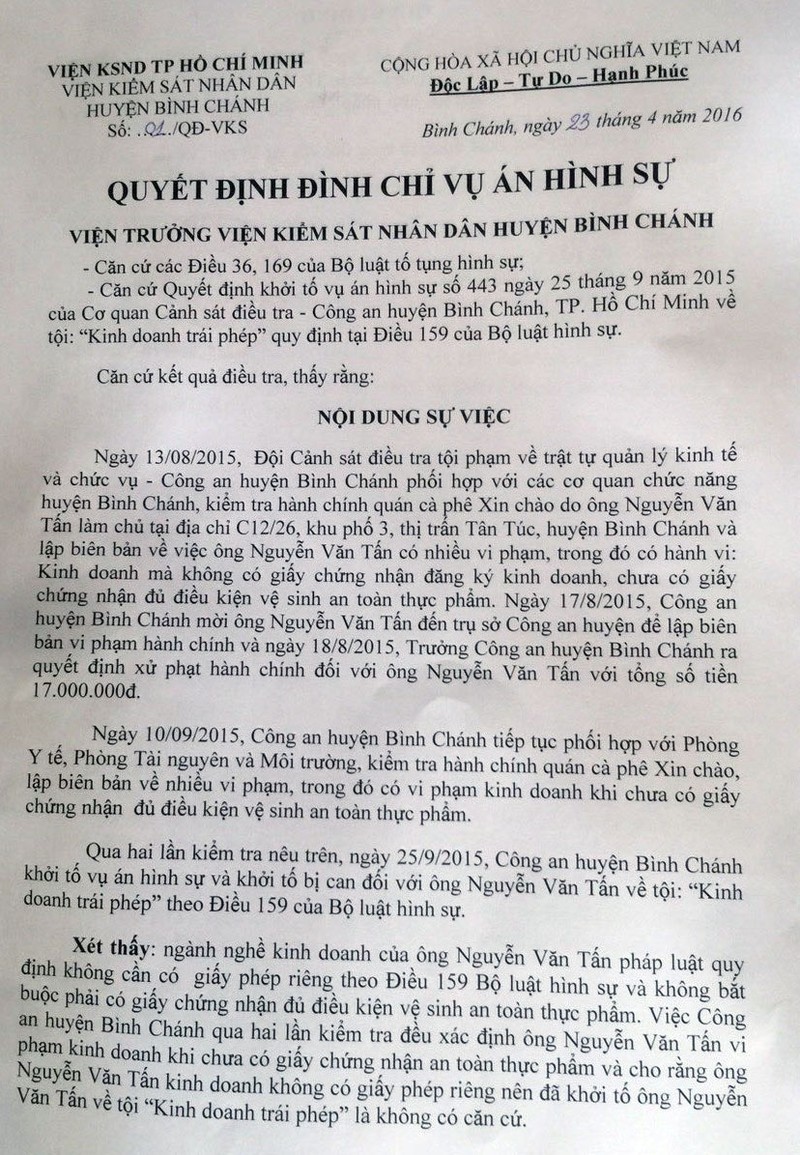 VIỆN KSND TP HỒ CHÍ MINH
VIỆN KIỂM SÁT NHÂN DÂN
HUYỆN BÌNH CHÁNH
Số: .01./QĐ-VKS
CỘNG HÒA XÃ HỘI CHỦ NGHĨA VIỆT NAM
Độc Lập – Tự Do – Hạnh Phúc
Bình Chánh, ngày 23 tháng 4 năm 2016
QUYẾT ĐỊNH ĐÌNH CHỈ VỤ ÁN HÌNH SỰ
VIỆN TRƯỞNG VIỆN KIỂM SÁT NHÂN DÂN HUYỆN BÌNH CHÁNH
- Căn cứ các Điều 36, 169 của Bộ luật tố tụng hình sự;
- Căn cứ Quyết định khởi tố vụ án hình sự số 443 ngày 25 tháng 9 năm 2015
của Cơ quan Cảnh sát điều tra - Công an huyện Bình Chánh, TP. Hồ Chí Minh về
tội: “Kinh doanh trái phép” quy định tại Điều 159 của Bộ luật hình sự.
Căn cứ kết quả điều tra, thấy rằng:
NỘI DUNG SỰ VIỆC
Ngày 13/08/2015, Đội Cảnh sát điều tra tội phạm về trật tự quản lý kinh tế
và chức vụ - Công an huyện Bình Chánh phối hợp với các cơ quan chức năng
huyện Bình Chánh, kiểm tra hành chính quán cà phê Xin chào do ông Nguyễn Văn
Tấn làm chủ tại địa chỉ C12/26, khu phố 3, thị trấn Tân Túc, huyện Bình Chánh và
lập biên bản về việc ông Nguyễn Văn Tấn có nhiều vi phạm, trong đó có hành vi:
Kinh doanh mà không có giấy chứng nhận đăng ký kinh doanh, chưa có giấy
chứng nhận đủ điều kiện vệ sinh an toàn thực phẩm. Ngày 17/8/2015, Công an
huyện Bình Chánh mời ông Nguyễn Văn Tấn đến trụ sở Công an huyện để lập biên
bản vi phạm hành chính và ngày 18/8/2015, Trưởng Công an huyện Bình Chánh ra
quyết định xử phạt hành chính đối với ông Nguyễn Văn Tấn với tổng số tiền
17.000.000đ.
Ngày 10/09/2015, Công an huyện Bình Chánh tiếp tục phối hợp với Phòng
Y tế, Phòng Tài nguyên và Môi trường, kiểm tra hành chính quán cà phê Xin chào,
lập biên bản về nhiều vi phạm, trong đó có vi phạm kinh doanh khi chưa có giấy
chứng nhận đủ điều kiện vệ sinh an toàn thực phẩm.
Qua hai lần kiểm tra nêu trên, ngày 25/9/2015, Công an huyện Bình Chánh
khởi tố vụ án hình sự và khởi tố bị can đối với ông Nguyễn Văn Tấn về tội: “Kinh
doanh trái phép” theo Điều 159 của Bộ luật hình sự.
Xét thấy: ngành nghề kinh doanh của ông Nguyễn Văn Tấn pháp luật quy
định không cần có giấy phép riêng theo Điều 159 Bộ luật hình sự và không bắt
buộc phải có giấy chứng nhận đủ điều kiện vệ sinh an toàn thực phẩm. Việc Công
an huyện Bình Chánh qua hai lần kiểm tra đều xác định ông Nguyễn Văn Tấn vi
phạm kinh doanh khi chưa có giấy chứng nhận an toàn thực phẩm và cho rằng ông
Nguyễn Văn Tấn kinh doanh không có giấy phép riêng nên đã khởi tố ông Nguyễn
Văn Tấn về tội “Kinh doanh trái phép” là không có căn cứ.